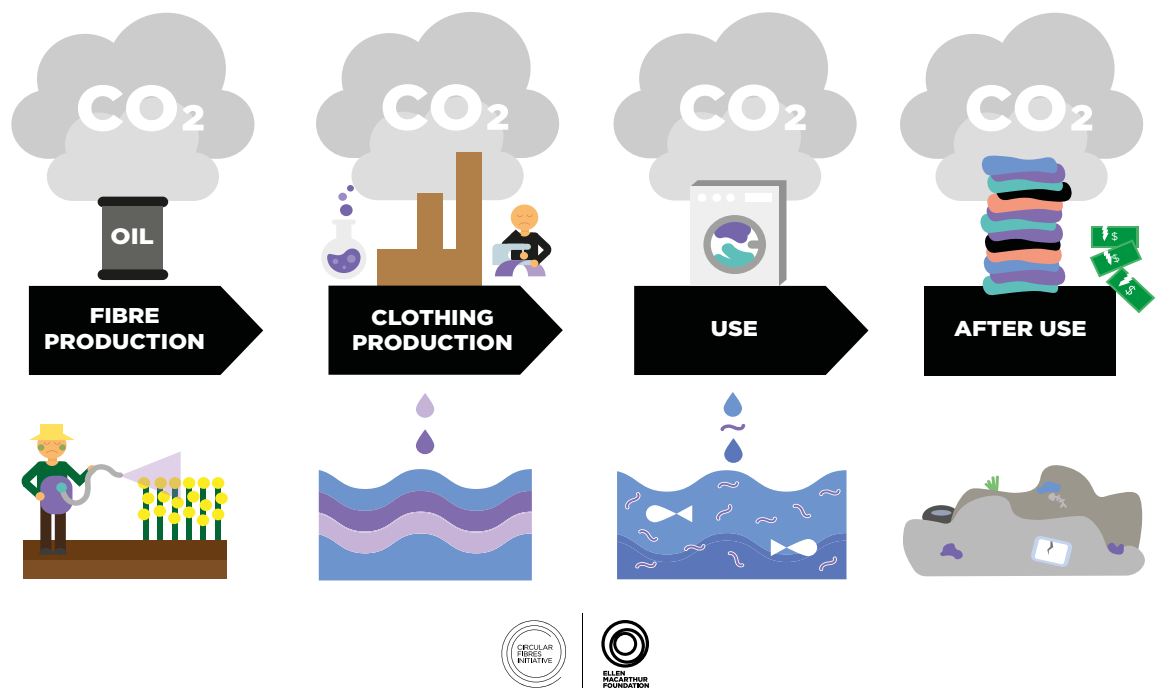 CO2
CO2
CO2
CO2
OIL
$
$
$
FIBRE
PRODUCTION
CLOTHING
PRODUCTION
USE
AFTER USE
CIRCULAR
FIBRES
INITIATIVE
ELLEN
MACARTHUR
FOUNDATION